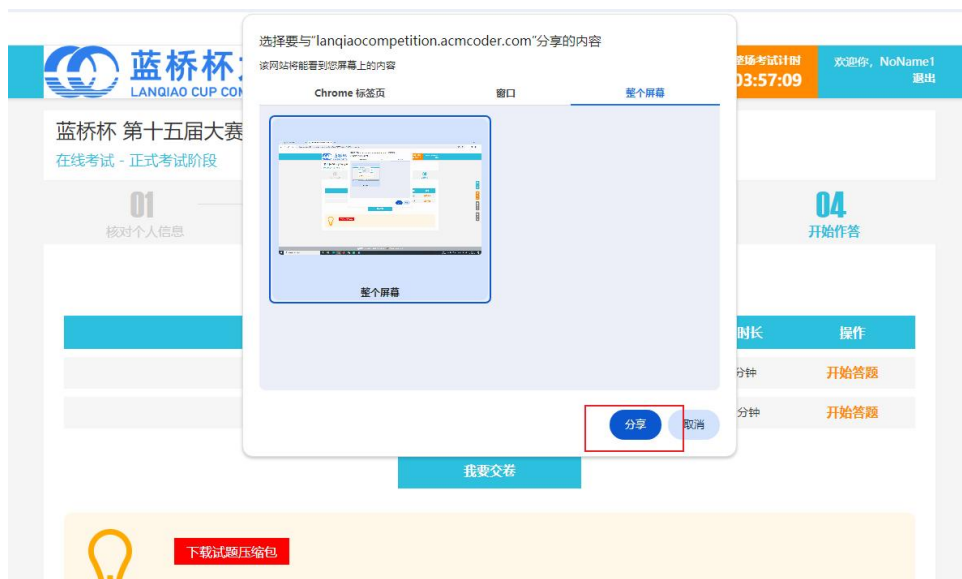 选择要与"lanqiaocompetition.acmcoder.com"分享的内容
该网站将能看到您屏幕上的内容
Chrome 标签页 窗口 整个屏幕
整个屏幕
分享 取消
蓝桥杯
LANQIAO CUP CO
整场考试计时
03:57:09
欢迎你，NoName1
退出
蓝桥杯 第十五届大赛
在线考试 - 正式考试阶段
01
核对个人信息
04
开始作答
时长 操作
分钟 开始答题
分钟 开始答题
我要交卷
下载试题压缩包